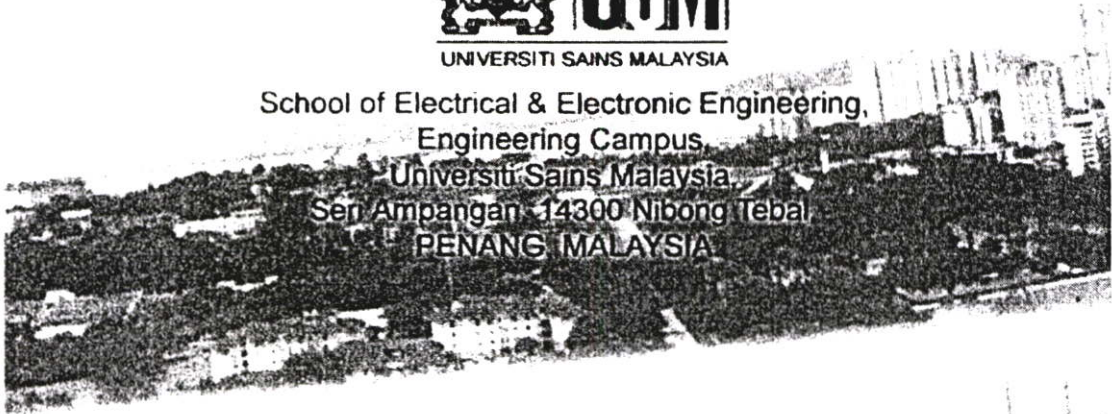 USM
UNIVERSITI SAINS MALAYSIA
School of Electrical & Electronic Engineering,
Engineering Campus,
Universiti Sains Malaysia,
Seri Ampangan, 14300 Nibong Tebal,
PENANG, MALAYSIA